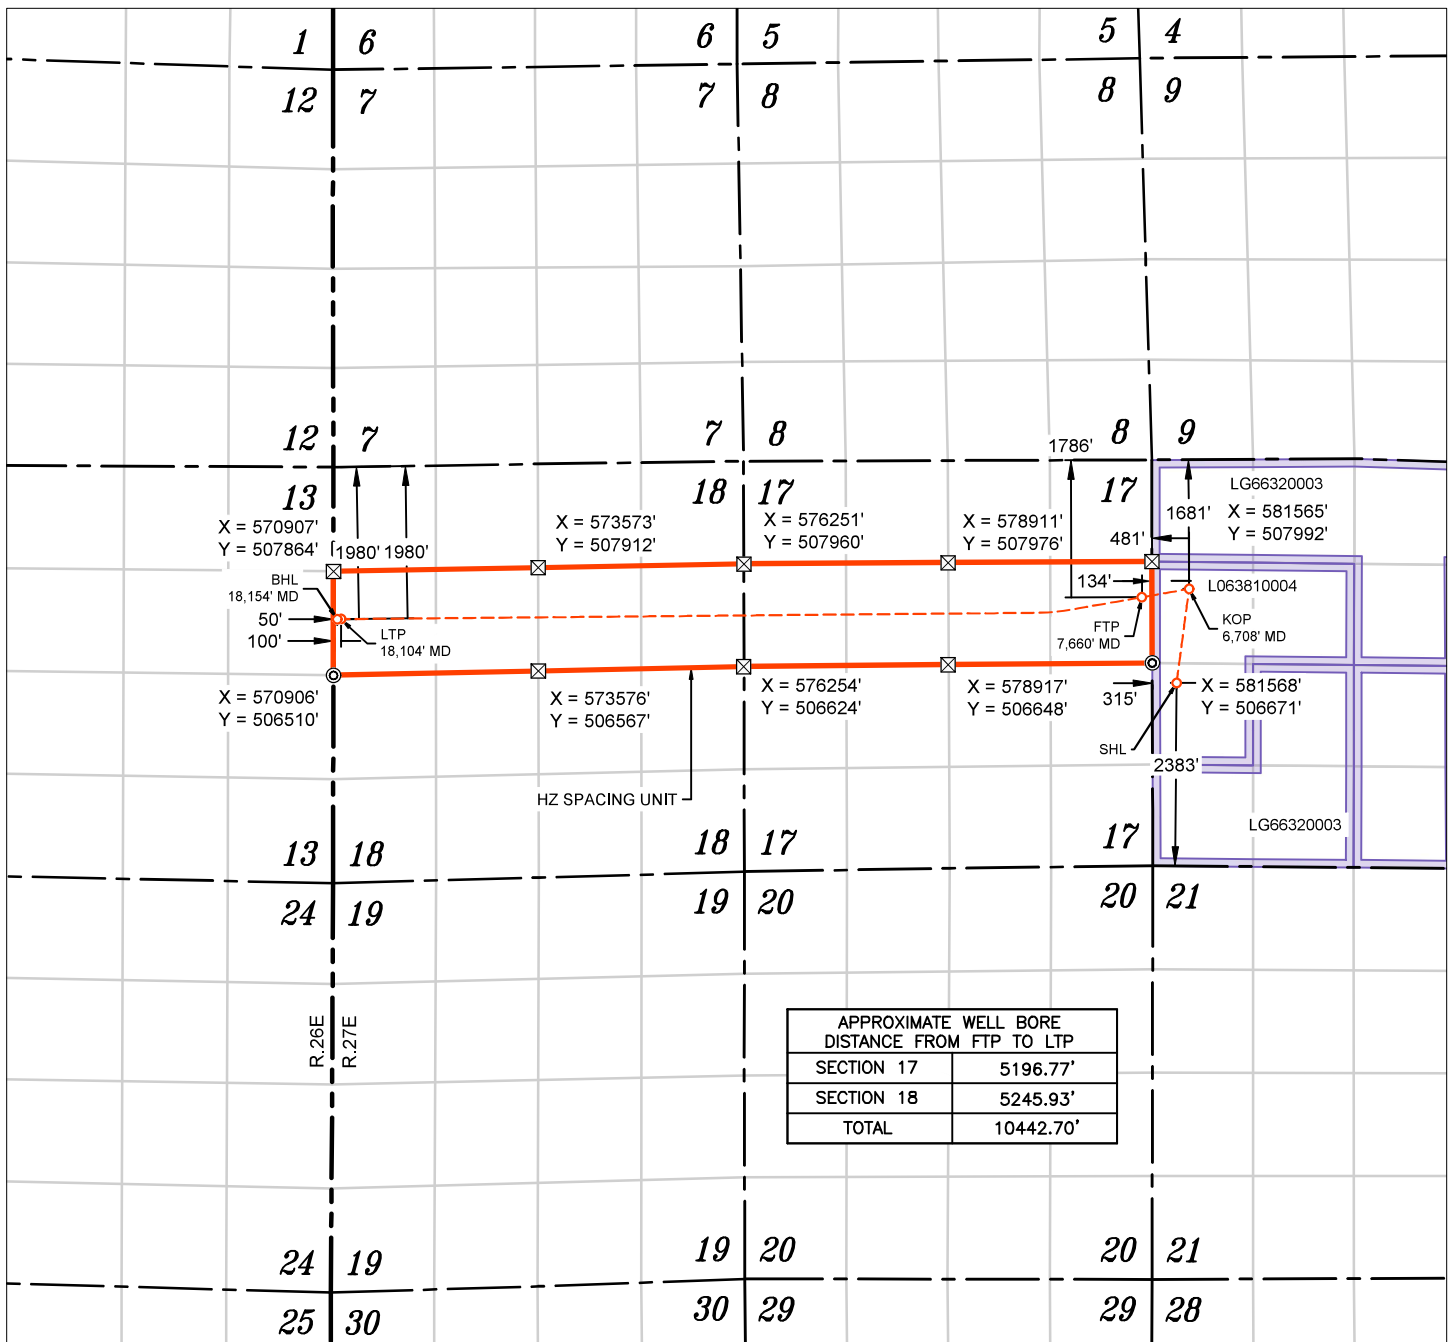 1 6
6 5
5 4
12 7
7 8
8 9
12 7
7 8
8 9
1786'
13
18 17
17
LG66320003
X = 570907'
Y = 507864'
X = 573573'
Y = 507912'
X = 576251'
Y = 507960'
X = 578911'
Y = 507976'
1681'
X = 581565'
Y = 507992'
481'
1980' 1980'
BHL
18,154' MD
134'
L063810004
50'
100'
LTP
18,104' MD
FTP
7,660' MD
KOP
6,708' MD
X = 570906'
Y = 506510'
X = 573576'
Y = 506567'
X = 576254'
Y = 506624'
X = 578917'
Y = 506648'
315'
X = 581568'
Y = 506671'
SHL
2383'
HZ SPACING UNIT
LG66320003
13 18
18 17
17
24 19
19 20
20 21
R.26E
R.27E
APPROXIMATE WELL BORE
DISTANCE FROM FTP TO LTP
SECTION 17 5196.77'
SECTION 18 5245.93'
TOTAL 10442.70'
24 19
19 20
20 21
25 30
30 29
29 28